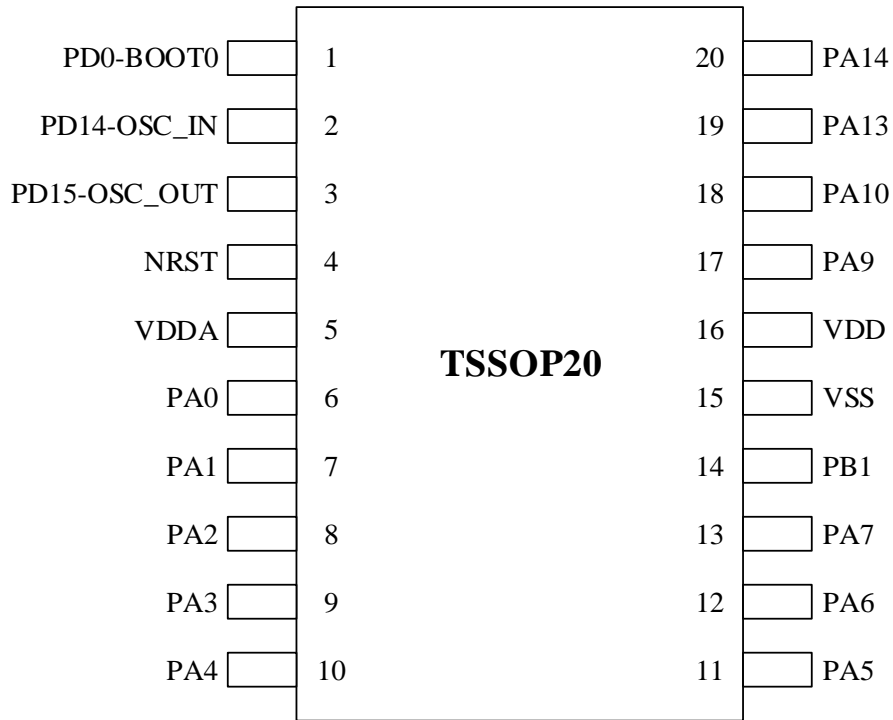 PD0-BOOT0 1 20 PA14
PD14-OSC_IN 2 19 PA13
PD15-OSC_OUT 3 18 PA10
NRST 4 17 PA9
VDDA 5 16 VDD
TSSOP20
PA0 6 15 VSS
PA1 7 14 PB1
PA2 8 13 PA7
PA3 9 12 PA6
PA4 10 11 PA5